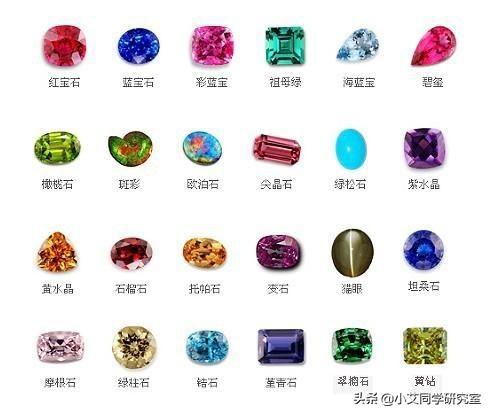 红宝石 蓝宝石 彩蓝宝 祖母绿 海蓝宝 碧玺
橄榄石 斑彩 欧泊石 尖晶石 绿松石 紫水晶
黄水晶 石榴石 托帕石 变石 猫眼 坦桑石
摩根石 绿柱石 锆石 堇青石 翠榴石 黄钻
头条 @小艾同学研究室